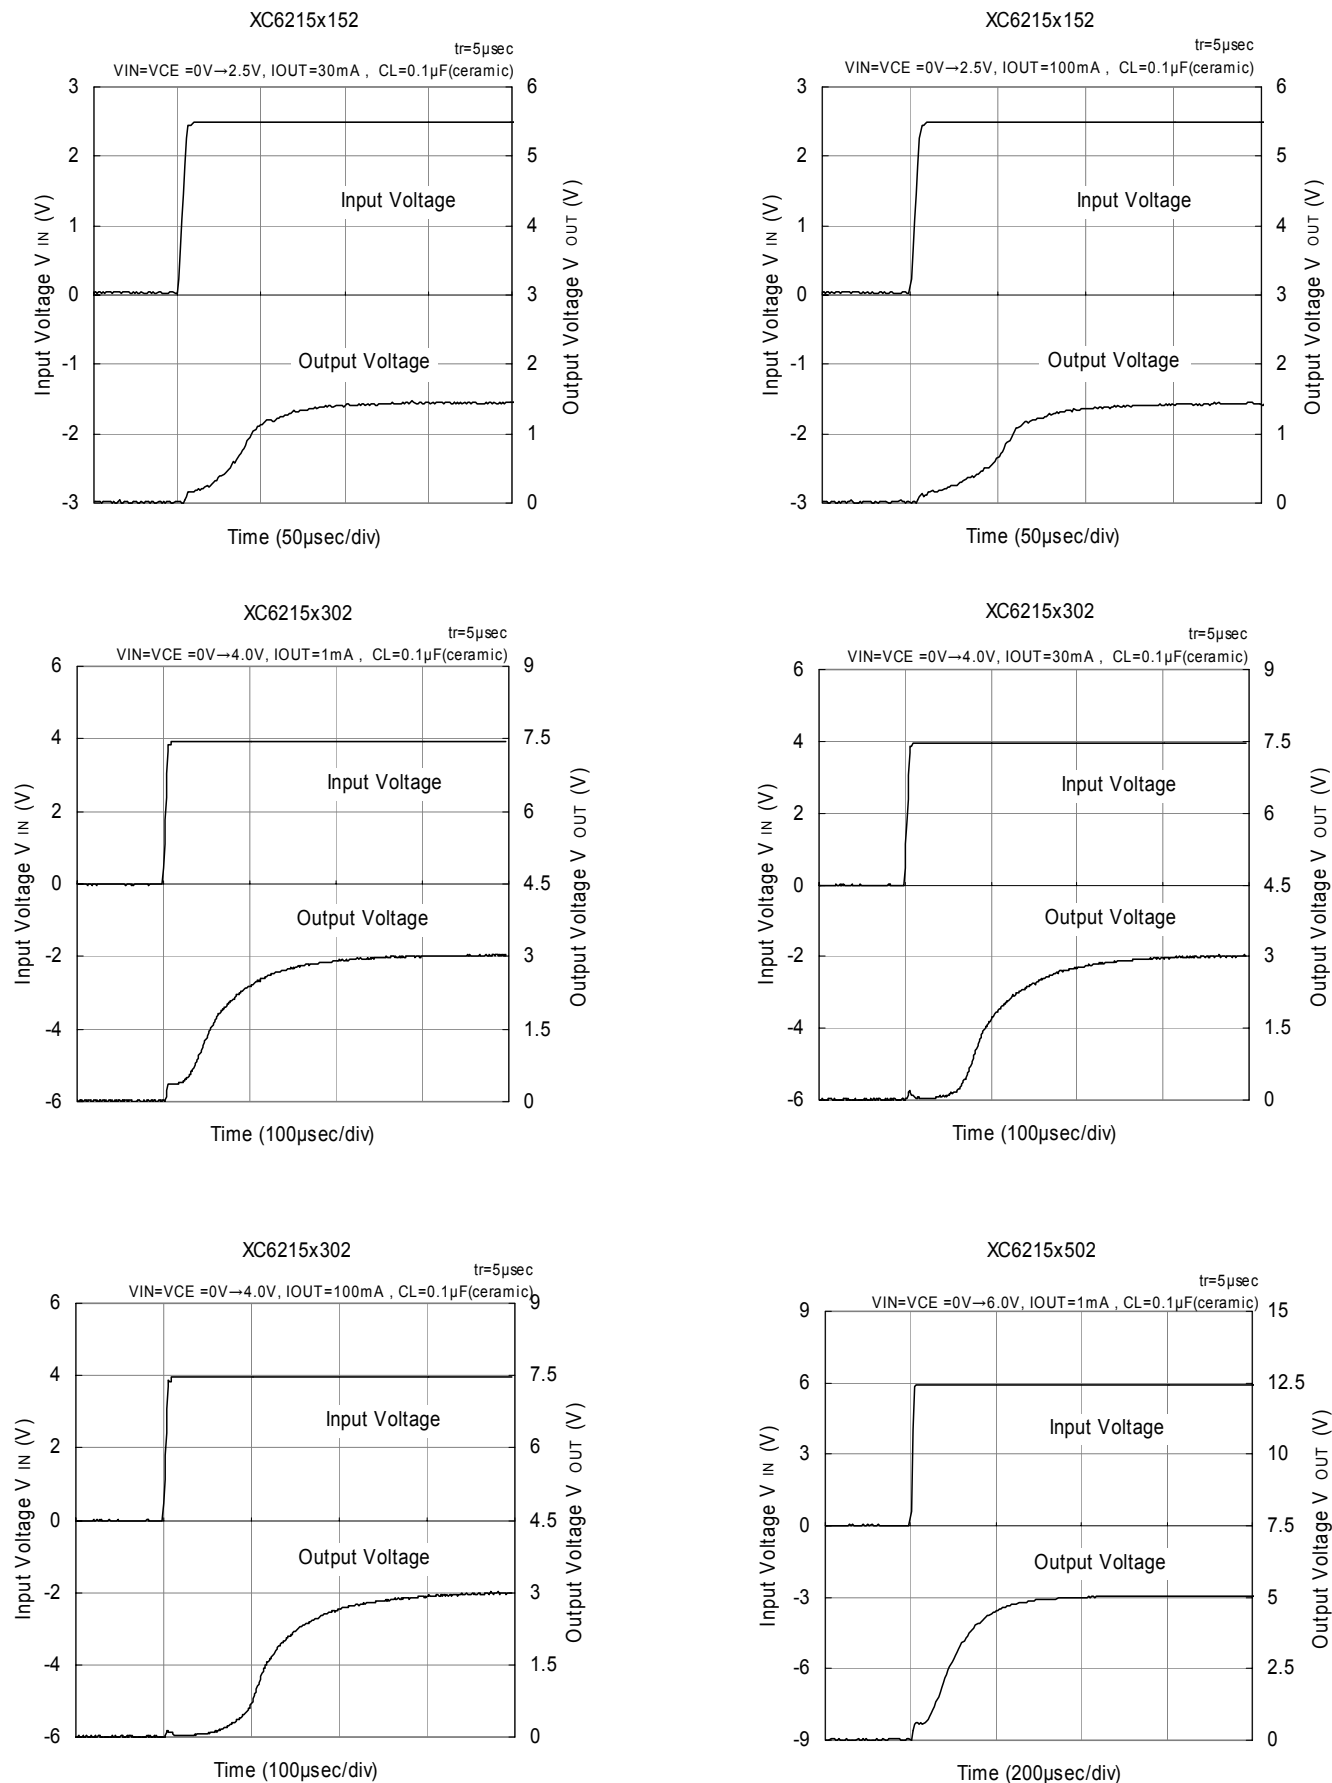 XC6215x152
tr=5µsec
VIN=VCE =0V→2.5V, IOUT=30mA , CL=0.1µF(ceramic)
3
2
1
0
-1
-2
-3
6
5
4
3
2
1
0
Input Voltage V IN (V)
Output Voltage V OUT (V)
Input Voltage
Output Voltage
Time (50µsec/div)
XC6215x152
tr=5µsec
VIN=VCE =0V→2.5V, IOUT=100mA , CL=0.1µF(ceramic)
3
2
1
0
-1
-2
-3
6
5
4
3
2
1
0
Input Voltage V IN (V)
Output Voltage V OUT (V)
Input Voltage
Output Voltage
Time (50µsec/div)
XC6215x302
tr=5µsec
VIN=VCE =0V→4.0V, IOUT=1mA , CL=0.1µF(ceramic)
6
4
2
0
-2
-4
-6
9
7.5
6
4.5
3
1.5
0
Input Voltage V IN (V)
Output Voltage V OUT (V)
Input Voltage
Output Voltage
Time (100µsec/div)
XC6215x302
tr=5µsec
VIN=VCE =0V→4.0V, IOUT=30mA , CL=0.1µF(ceramic)
6
4
2
0
-2
-4
-6
9
7.5
6
4.5
3
1.5
0
Input Voltage V IN (V)
Output Voltage V OUT (V)
Input Voltage
Output Voltage
Time (100µsec/div)
XC6215x302
tr=5µsec
VIN=VCE =0V→4.0V, IOUT=100mA , CL=0.1µF(ceramic)
6
4
2
0
-2
-4
-6
9
7.5
6
4.5
3
1.5
0
Input Voltage V IN (V)
Output Voltage V OUT (V)
Input Voltage
Output Voltage
Time (100µsec/div)
XC6215x502
tr=5µsec
VIN=VCE =0V→6.0V, IOUT=1mA , CL=0.1µF(ceramic)
9
6
3
0
-3
-6
-9
15
12.5
10
7.5
5
2.5
0
Input Voltage V IN (V)
Output Voltage V OUT (V)
Input Voltage
Output Voltage
Time (200µsec/div)